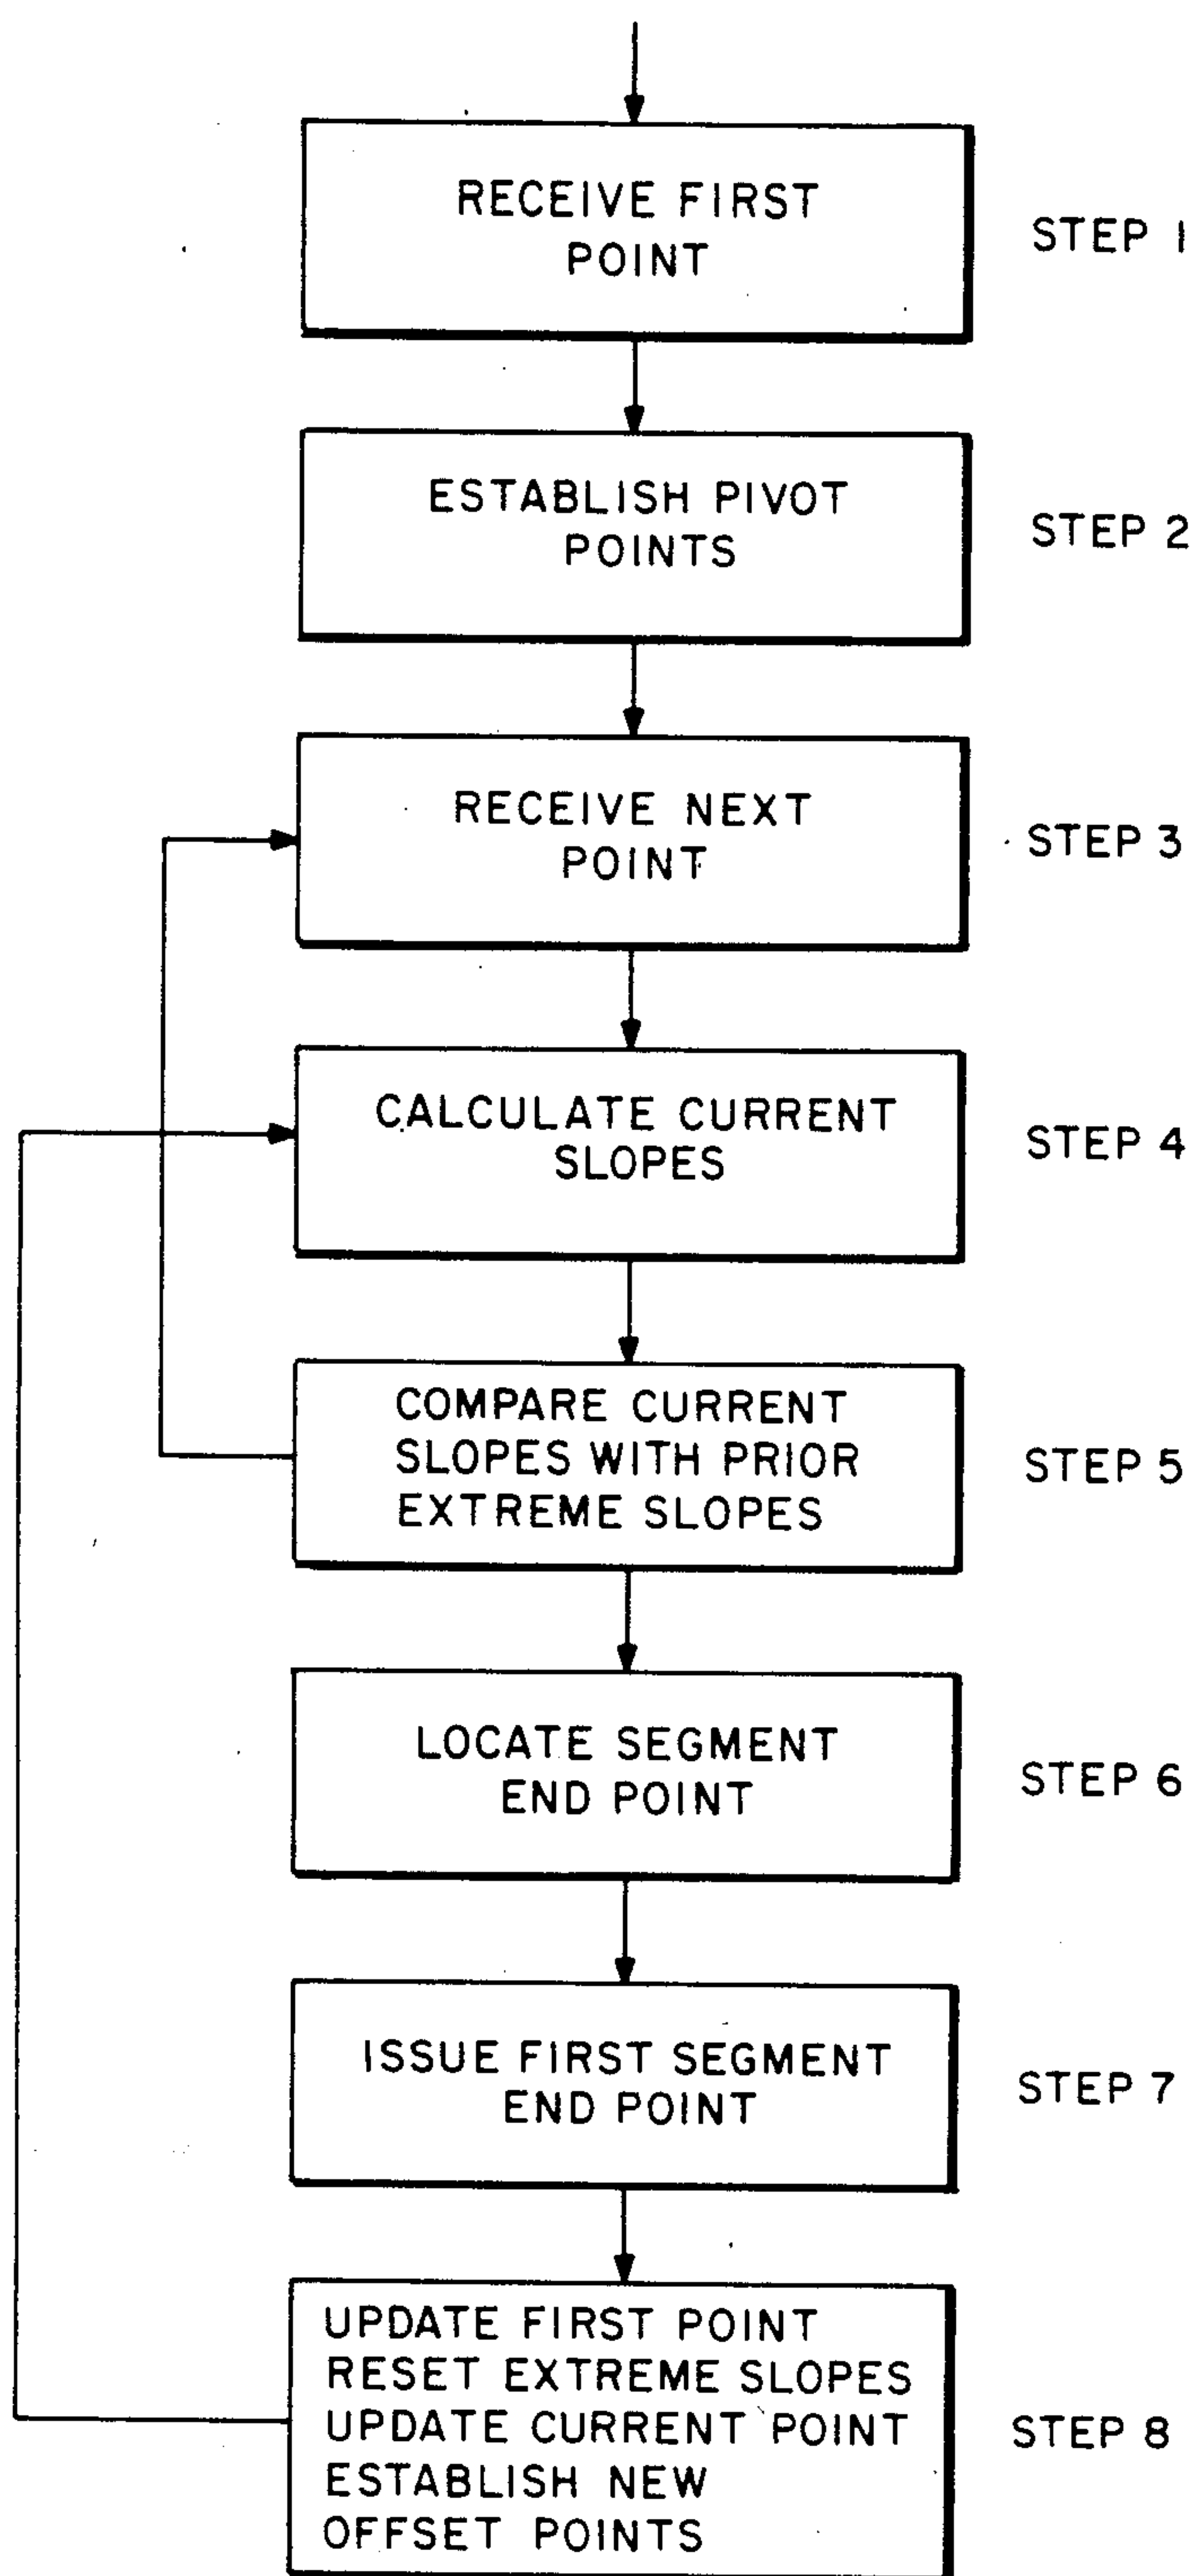 RECEIVE FIRST
POINT
STEP 1
ESTABLISH PIVOT
POINTS
STEP 2
RECEIVE NEXT
POINT
STEP 3
CALCULATE CURRENT
SLOPES
STEP 4
COMPARE CURRENT
SLOPES WITH PRIOR
EXTREME SLOPES
STEP 5
LOCATE SEGMENT
END POINT
STEP 6
ISSUE FIRST SEGMENT
END POINT
STEP 7
UPDATE FIRST POINT
RESET EXTREME SLOPES
UPDATE CURRENT POINT
ESTABLISH NEW
OFFSET POINTS
STEP 8